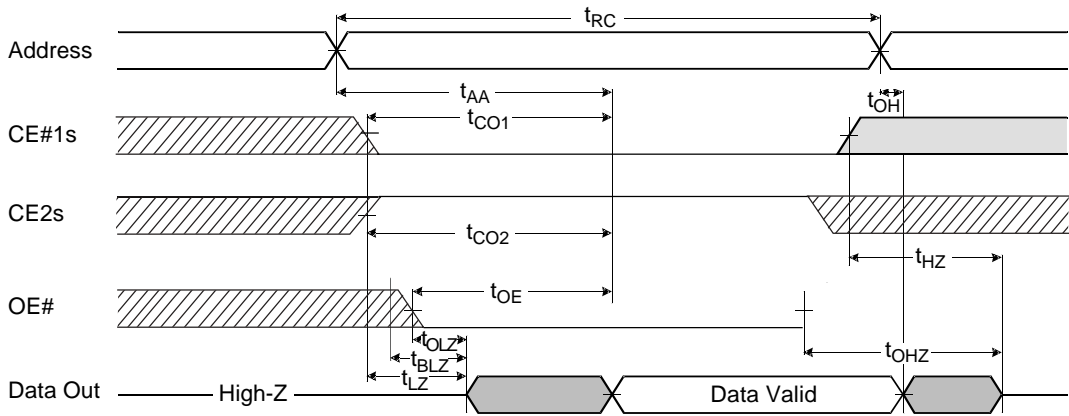 tRC
Address
tAA
tOH
tCO1
CE#1s
CE2s
tCO2
tHZ
tOE
OE#
tOLZ
tOHZ
tBLZ
tLZ
Data Out
High-Z
Data Valid